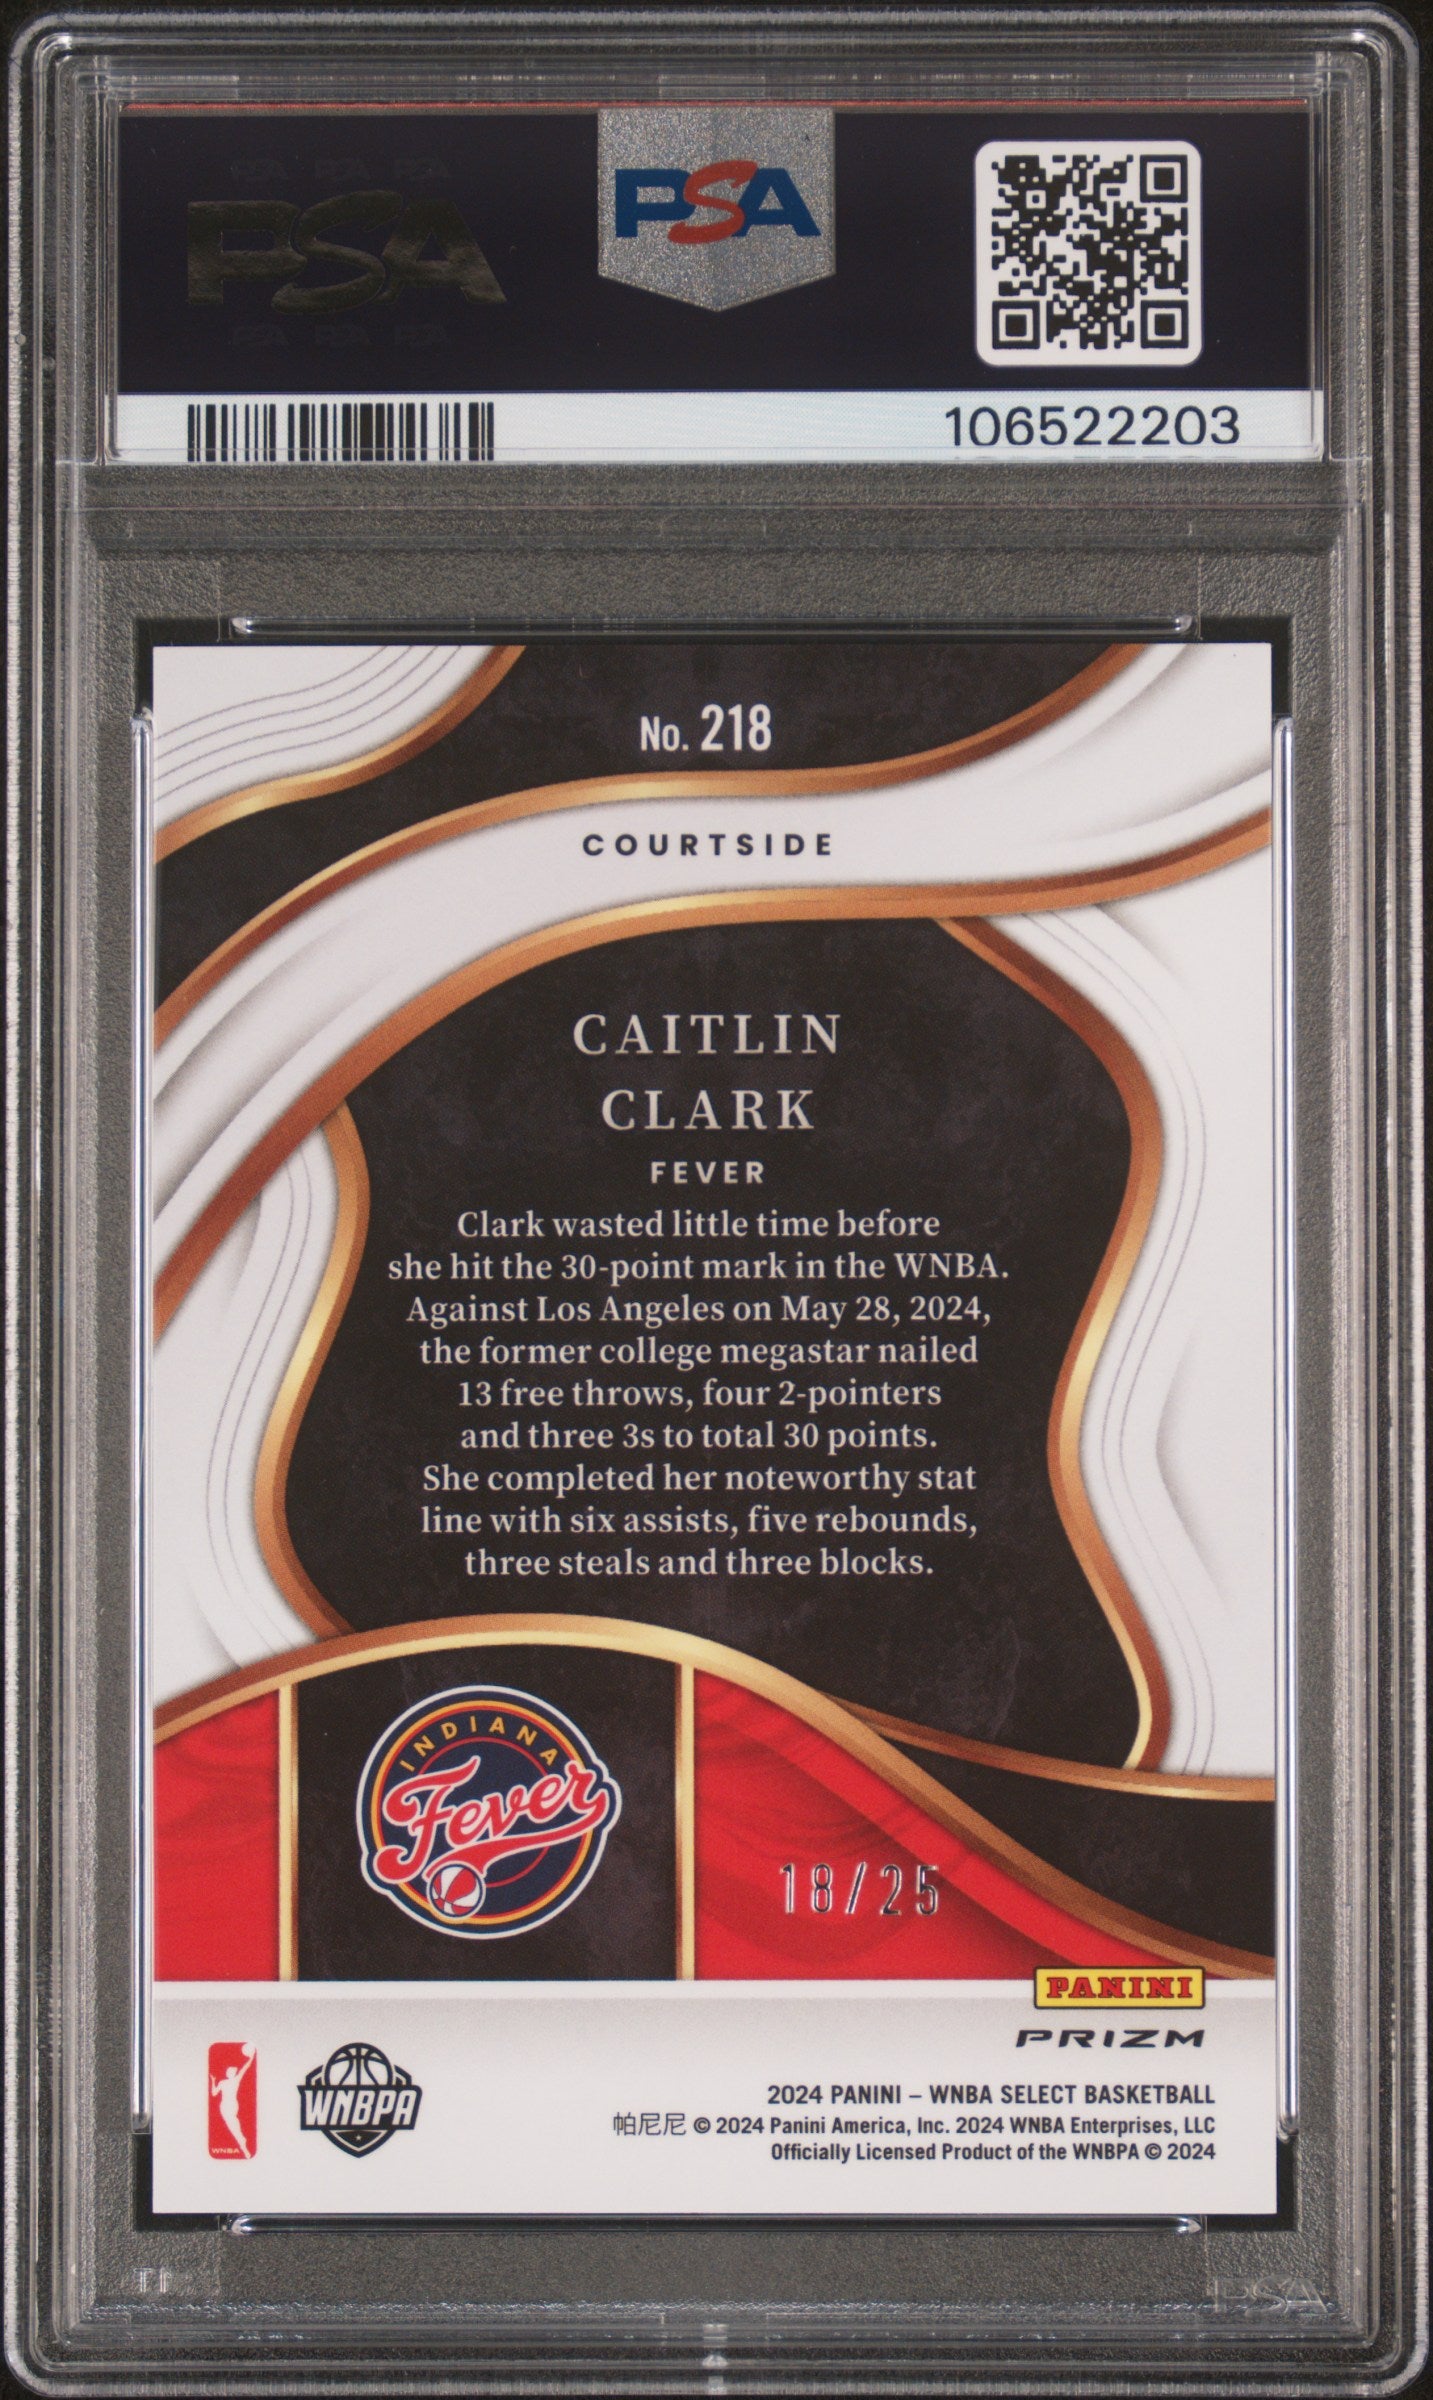 PSA
PSA
106522203
No. 218
COURTSIDE
CAITLIN
CLARK
FEVER
Clark wasted little time before
she hit the 30-point mark in the WNBA.
Against Los Angeles on May 28, 2024,
the former college megastar nailed
13 free throws, four 2-pointers
and three 3s to total 30 points.
She completed her noteworthy stat
line with six assists, five rebounds,
three steals and three blocks.
INDIANA
Fever
18/25
PANINI
PRIZM
WNBA
WNBPA
2024 PANINI – WNBA SELECT BASKETBALL
帕尼尼 © 2024 Panini America, Inc. 2024 WNBA Enterprises, LLC
Officially Licensed Product of the WNBPA © 2024
PSA